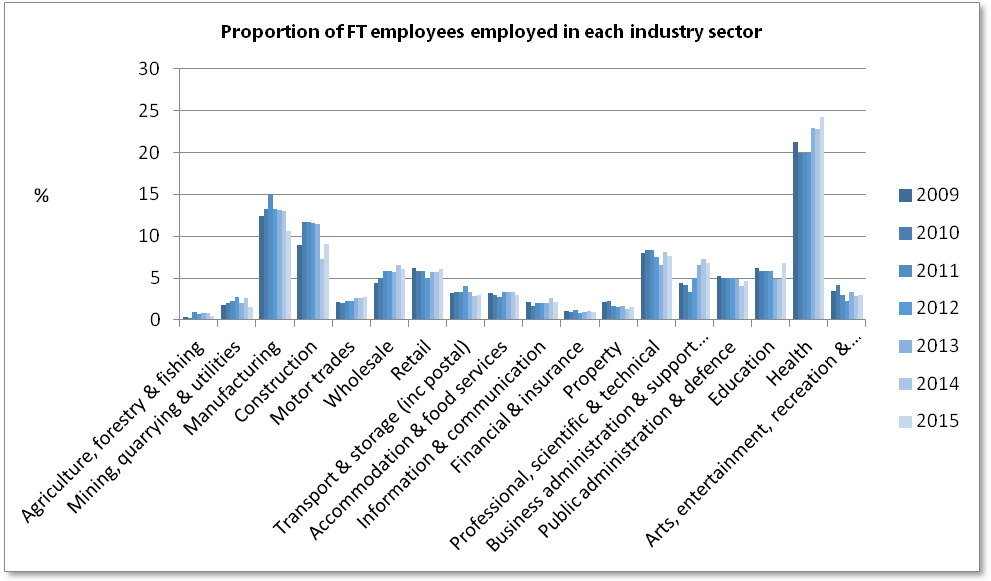 Proportion of FT employees employed in each industry sector
30
25
20
15
10
5
0
%
Agriculture, forestry & fishing
Mining, quarrying & utilities
Manufacturing
Construction
Motor trades
Wholesale
Retail
Transport & storage (inc postal)
Accommodation & food services
Information & communication
Financial & insurance
Property
Professional, scientific & technical
Business administration & support...
Public administration & defence
Education
Health
Arts, entertainment, recreation &...
2009
2010
2011
2012
2013
2014
2015